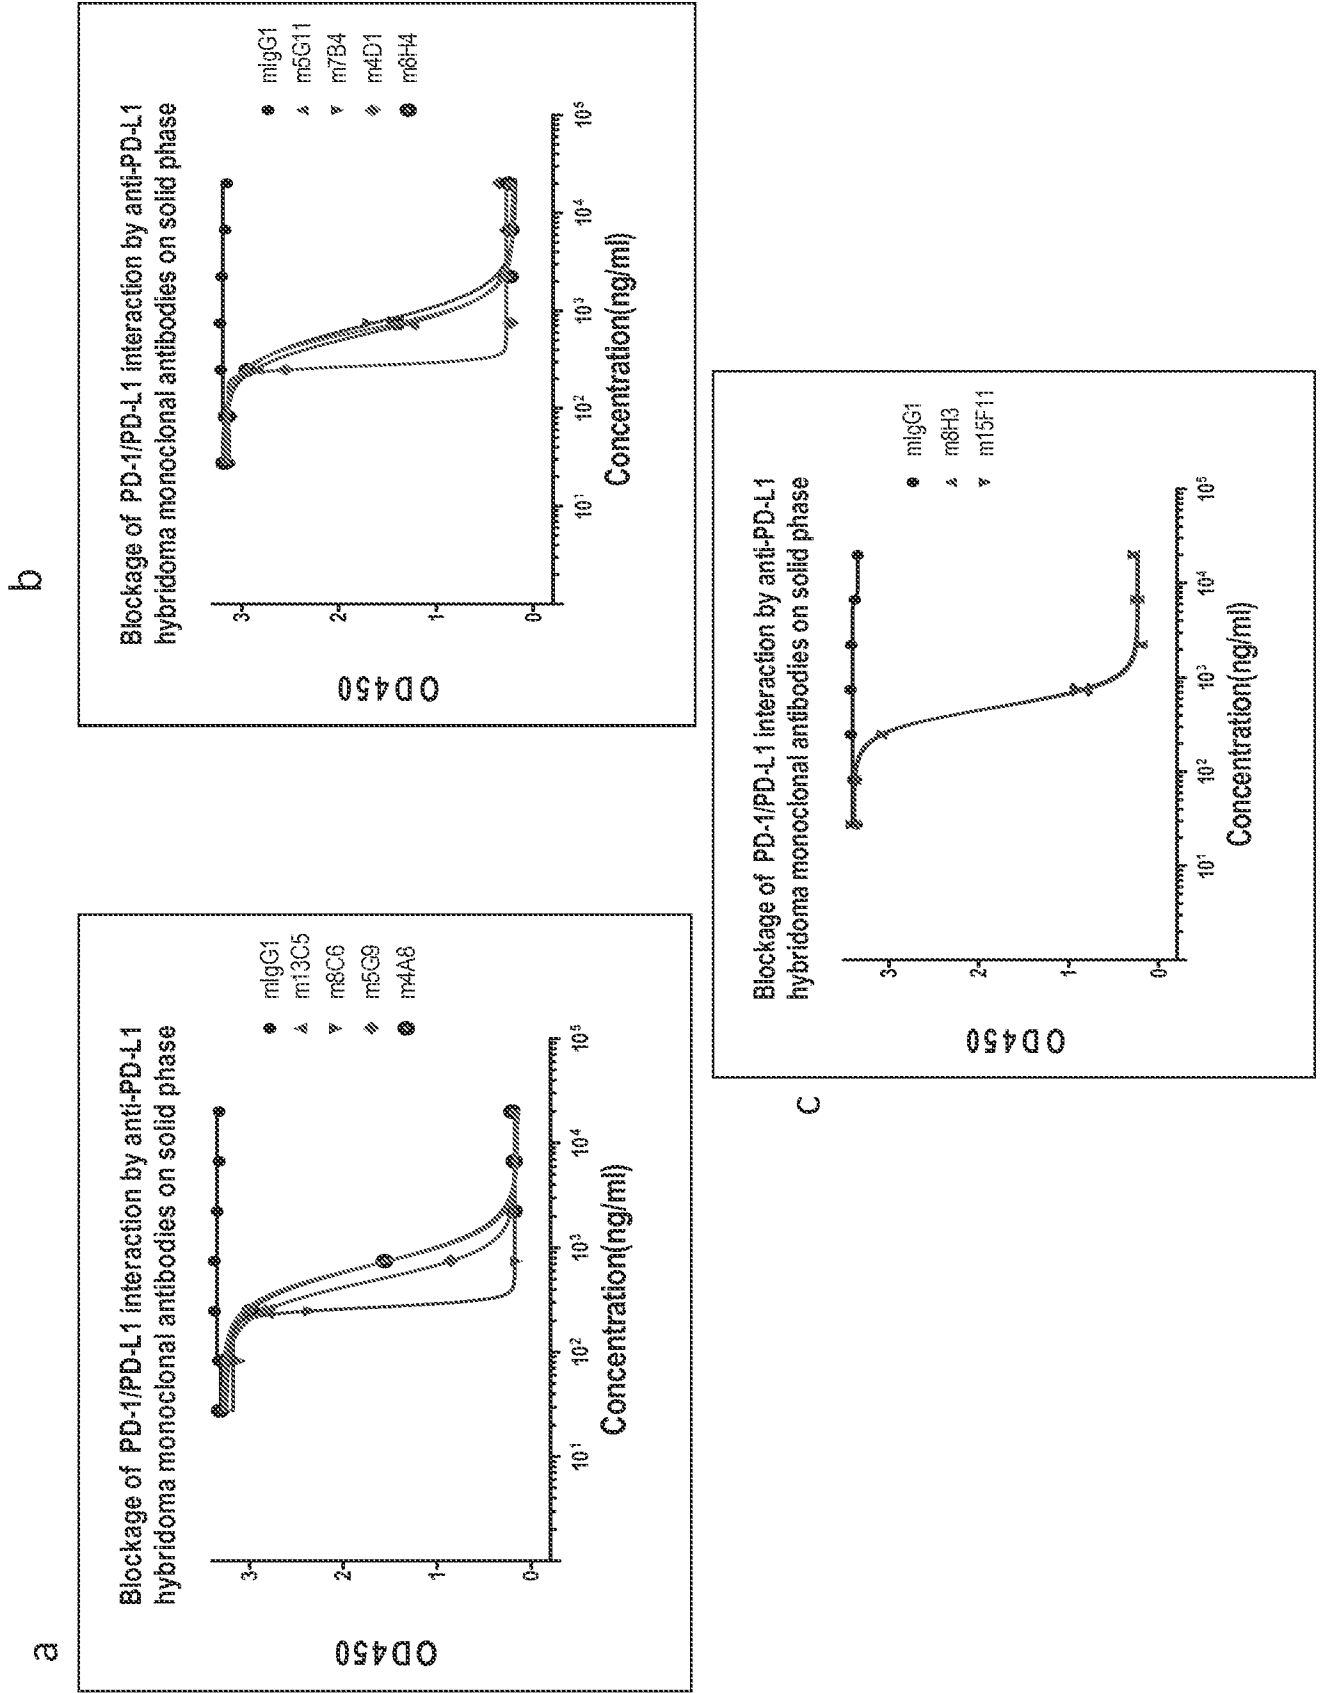 a
Blockage of PD-1/PD-L1 interaction by anti-PD-L1
hybridoma monoclonal antibodies on solid phase
OD450
3
2
1
0
10¹
10²
10³
10⁴
10⁵
Concentration(ng/ml)
mIgG1
m13C5
m8C6
m5G9
m4A8
b
Blockage of PD-1/PD-L1 interaction by anti-PD-L1
hybridoma monoclonal antibodies on solid phase
OD450
3
2
1
0
10¹
10²
10³
10⁴
10⁵
Concentration(ng/ml)
mIgG1
m5G11
m7B4
m4D1
m8H4
c
Blockage of PD-1/PD-L1 interaction by anti-PD-L1
hybridoma monoclonal antibodies on solid phase
OD450
3
2
1
0
10¹
10²
10³
10⁴
10⁵
Concentration(ng/ml)
mIgG1
m8H3
m15F11